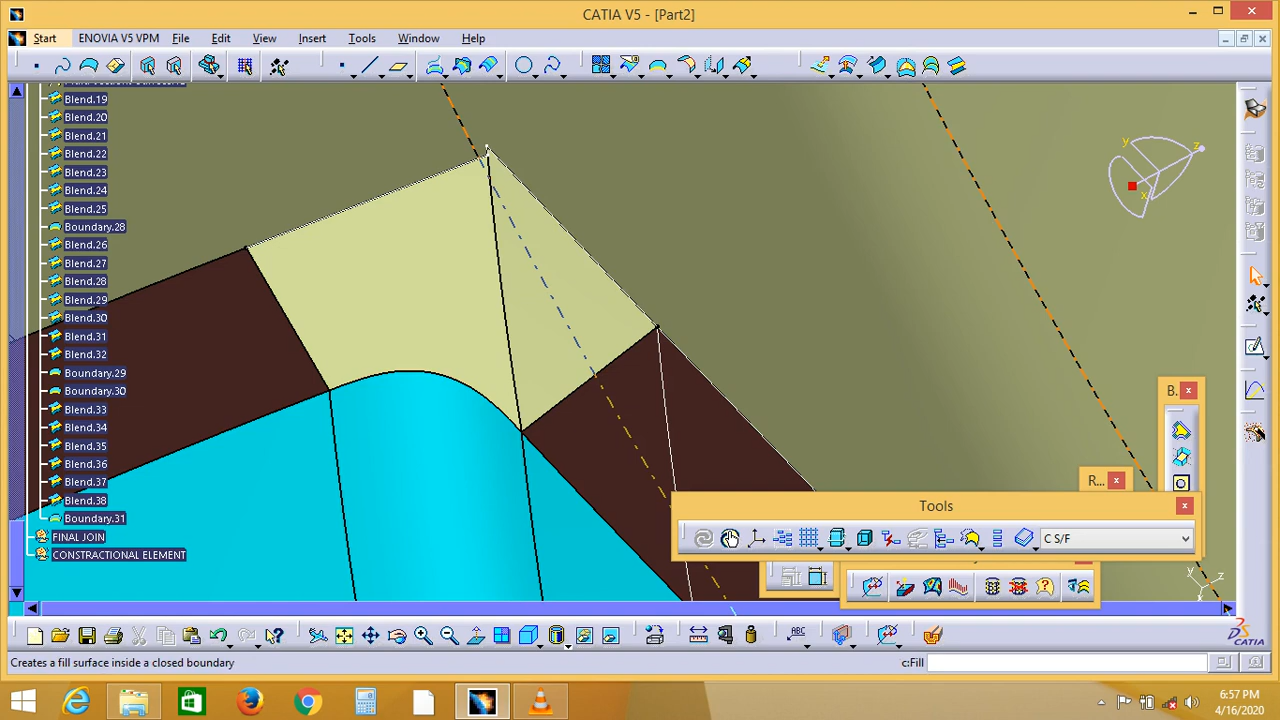 CATIA V5 - [Part2]
Start ENOVIA V5 VPM File Edit View Insert Tools Window Help
Blend.19
Blend.20
Blend.21
Blend.22
Blend.23
Blend.24
Blend.25
Boundary.28
Blend.26
Blend.27
Blend.28
Blend.29
Blend.30
Blend.31
Blend.32
Boundary.29
Boundary.30
Blend.33
Blend.34
Blend.35
Blend.36
Blend.37
Blend.38
Boundary.31
FINAL JOIN
CONSTRACTIONAL ELEMENT
y z
x
B.
R...
Tools
C S/F
y z
x
ABC
DS
CATIA
Creates a fill surface inside a closed boundary
c:Fill
6:57 PM
4/16/2020